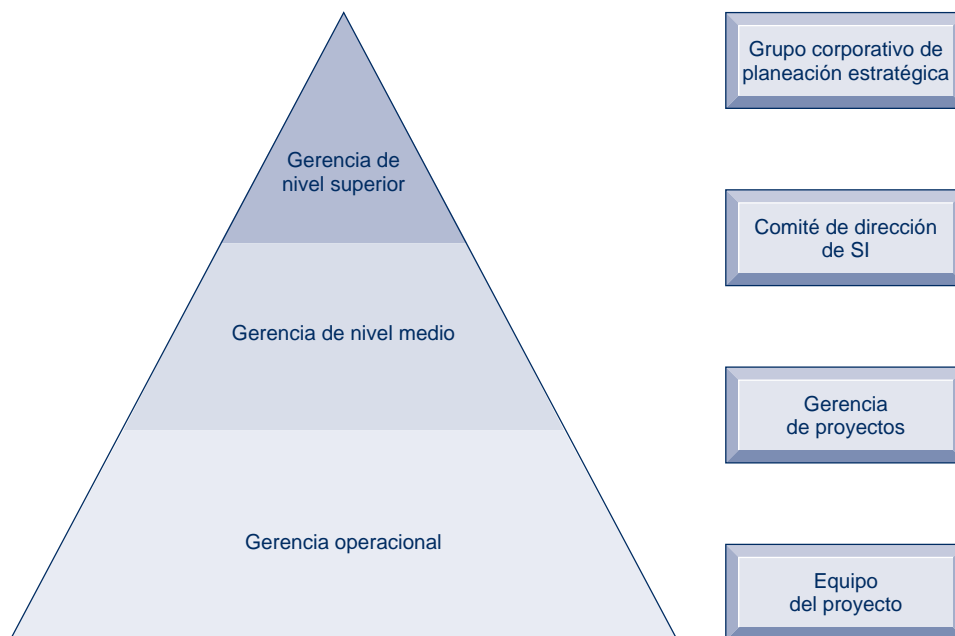 Gerencia de
nivel superior
Gerencia de nivel medio
Gerencia operacional
Grupo corporativo de
planeación estratégica
Comité de dirección
de SI
Gerencia
de proyectos
Equipo
del proyecto